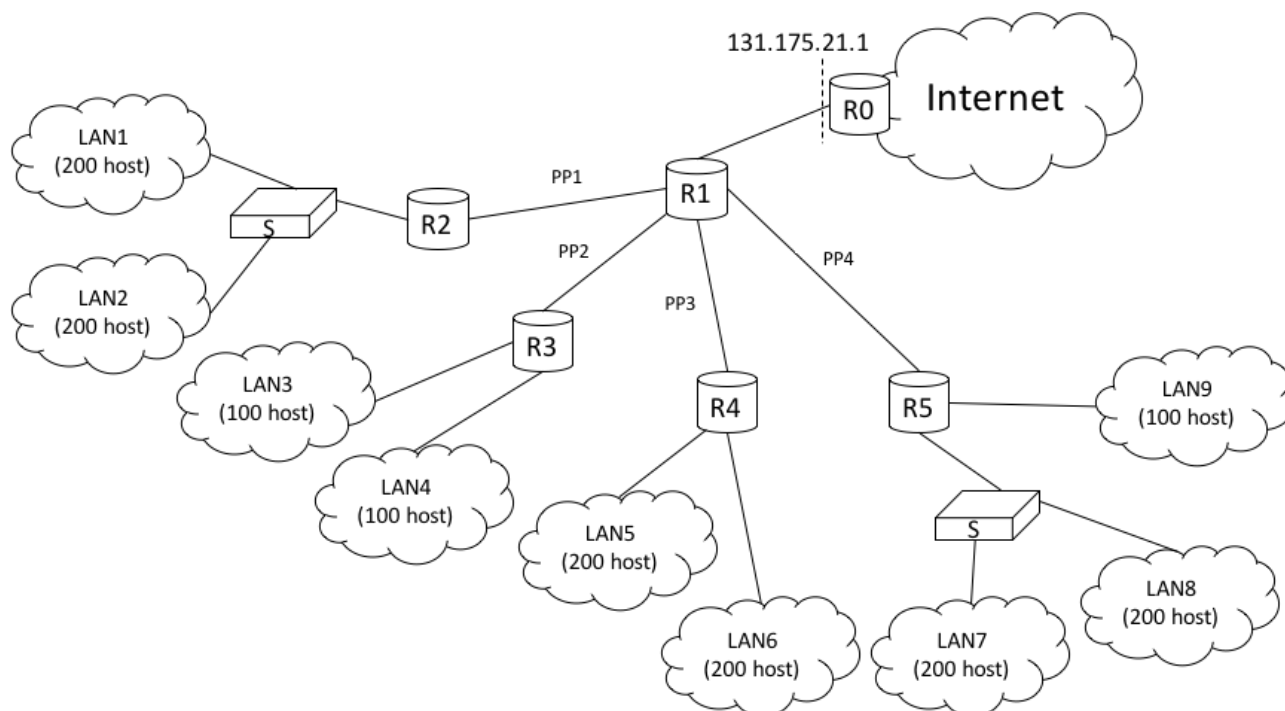 131.175.21.1
R0
Internet
LAN1
(200 host)
PP1
R1
S
R2
LAN2
(200 host)
PP2
PP4
PP3
R3
LAN3
(100 host)
R4
R5
LAN9
(100 host)
LAN4
(100 host)
LAN5
(200 host)
S
LAN8
(200 host)
LAN6
(200 host)
LAN7
(200 host)